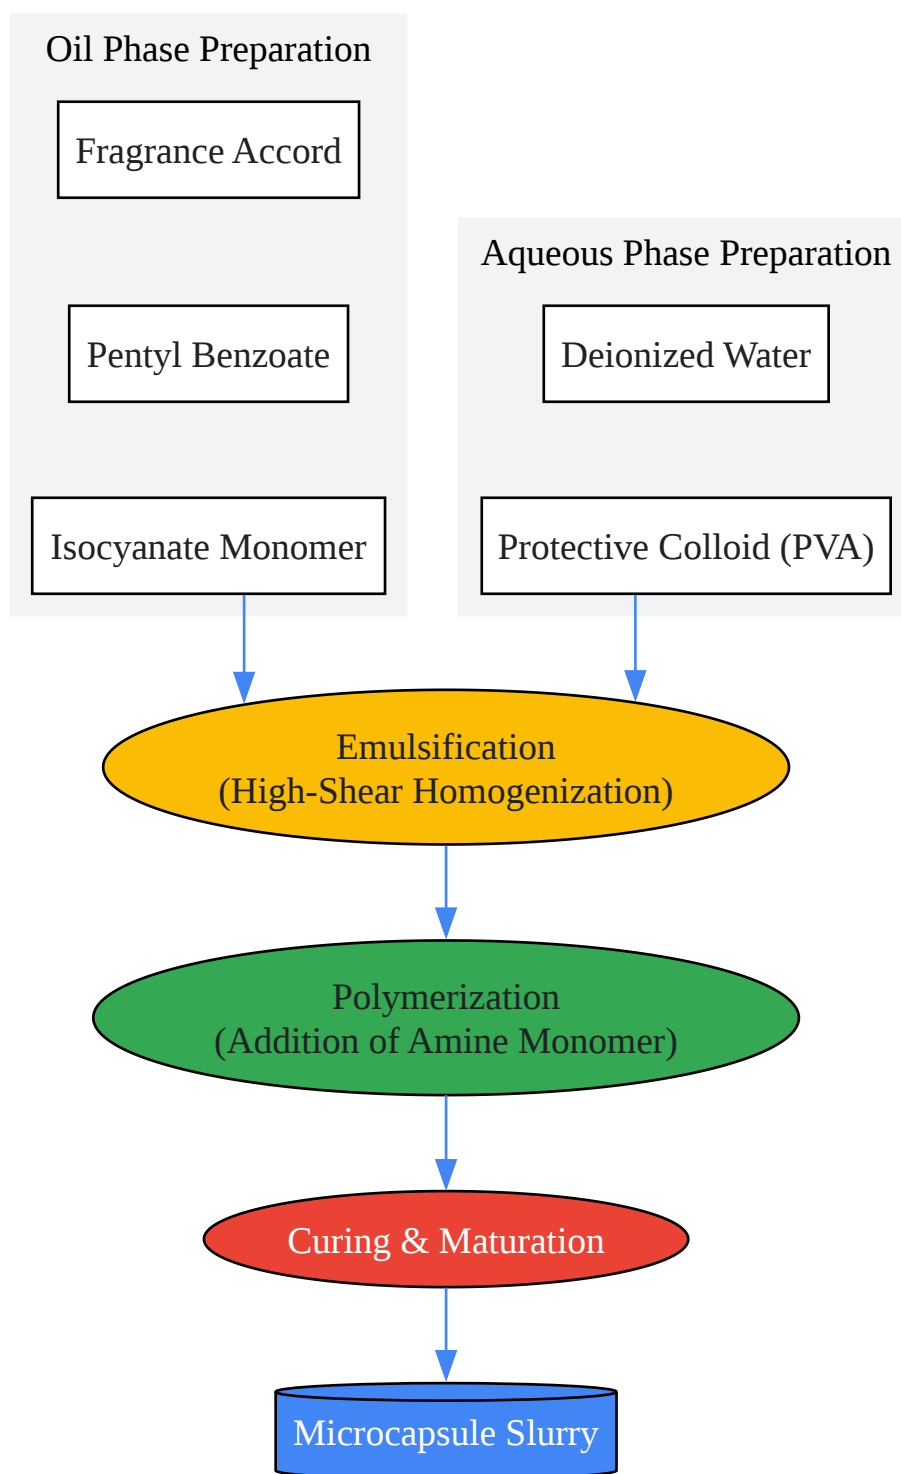 Oil Phase Preparation
Fragrance Accord
Pentyl Benzoate
Isocyanate Monomer
Aqueous Phase Preparation
Deionized Water
Protective Colloid (PVA)
Emulsification
(High-Shear Homogenization)
Polymerization
(Addition of Amine Monomer)
Curing & Maturation
Microcapsule Slurry